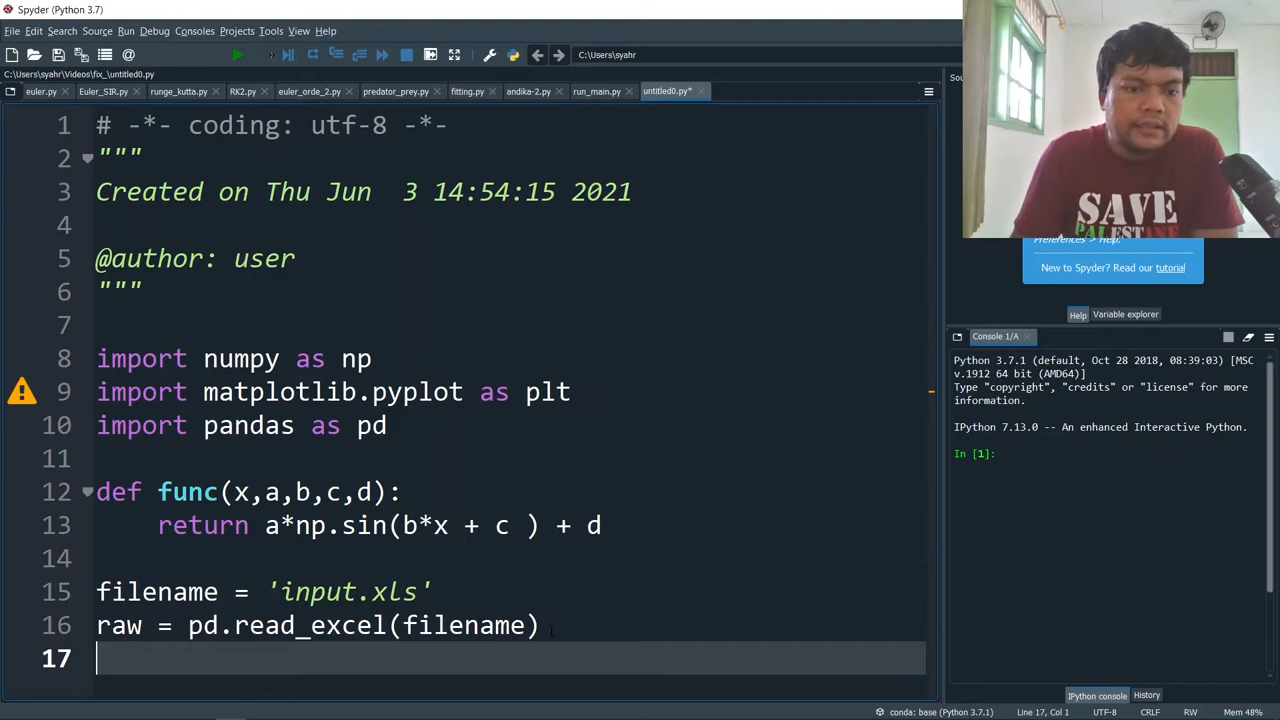 Spyder (Python 3.7)
File Edit Search Source Run Debug Consoles Projects Tools View Help
C:\Users\syahr
C:\Users\syahr\Videos\fix_\untitled0.py
euler.py Euler_SIR.py runge_kutta.py RK2.py euler_orde_2.py predator_prey.py fitting.py andika-2.py run_main.py untitled0.py*
1 # -*- coding: utf-8 -*-
2 """
3 Created on Thu Jun  3 14:54:15 2021
4
5 @author: user
6 """
7
8 import numpy as np
9 import matplotlib.pyplot as plt
10 import pandas as pd
11
12 def func(x,a,b,c,d):
13     return a*np.sin(b*x + c ) + d
14
15 filename = 'input.xls'
16 raw = pd.read_excel(filename)
17
SAVE
PALESTINE
Preferences > Help.
New to Spyder? Read our tutorial
Help Variable explorer
Console 1/A
Python 3.7.1 (default, Oct 28 2018, 08:39:03) [MSC
v.1912 64 bit (AMD64)]
Type "copyright", "credits" or "license" for more
information.
IPython 7.13.0 -- An enhanced Interactive Python.
In [1]:
IPython console History
conda: base (Python 3.7.1) Line 17, Col 1 UTF-8 CRLF RW Mem 48%